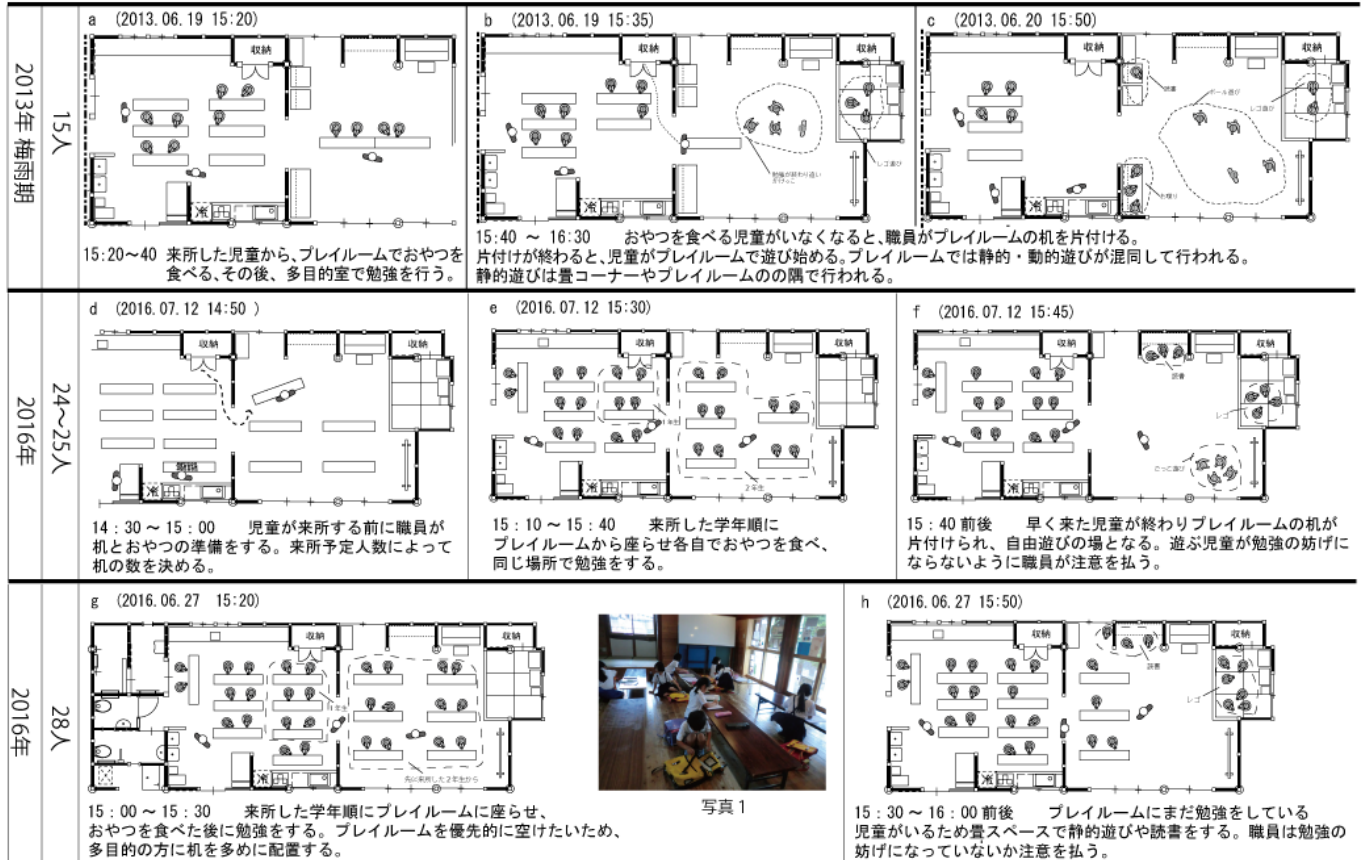 2013年 梅雨期
15人
a (2013.06.19 15:20)
収納
15:20~40 来所した児童から、プレイルームでおやつを
食べる、その後、多目的室で勉強を行う。
b (2013.06.19 15:35)
収納
収納
レゴ遊び
勉強が終わり追い
かけっこ
c (2013.06.20 15:50)
収納
収納
読書
ボール遊び
レゴ遊び
お喋り
15:40 ~ 16:30 おやつを食べる児童がいなくなると、職員がプレイルームの机を片付ける。
片付けが終わると、児童がプレイルームで遊び始める。プレイルームでは静的・動的遊びが混同して行われる。
静的遊びは畳コーナーやプレイルームのの隅で行われる。
2016年
24~25人
d (2016.07.12 14:50 )
収納
収納
14:30 ~ 15:00 児童が来所する前に職員が
机とおやつの準備をする。来所予定人数によって
机の数を決める。
e (2016.07.12 15:30)
収納
収納
1年生
2年生
15:10 ~ 15:40 来所した学年順に
プレイルームから座らせ各自でおやつを食べ、
同じ場所で勉強をする。
f (2016.07.12 15:45)
収納
収納
読書
レゴ
ごっこ遊び
15:40 前後 早く来た児童が終わりプレイルームの机が
片付けられ、自由遊びの場となる。遊ぶ児童が勉強の妨げに
ならないように職員が注意を払う。
2016年
28人
g (2016.06.27 15:20)
収納
収納
1年生
先に来所した2年生から
15:00 ~ 15:30 来所した学年順にプレイルームに座らせ、
おやつを食べた後に勉強をする。プレイルームを優先的に空けたいため、
多目的の方に机を多めに配置する。
写真1
h (2016.06.27 15:50)
収納
収納
読書
レゴ
15:30 ~ 16:00 前後 プレイルームにまだ勉強をしている
児童がいるため畳スペースで静的遊びや読書をする。職員は勉強の
妨げになっていないか注意を払う。